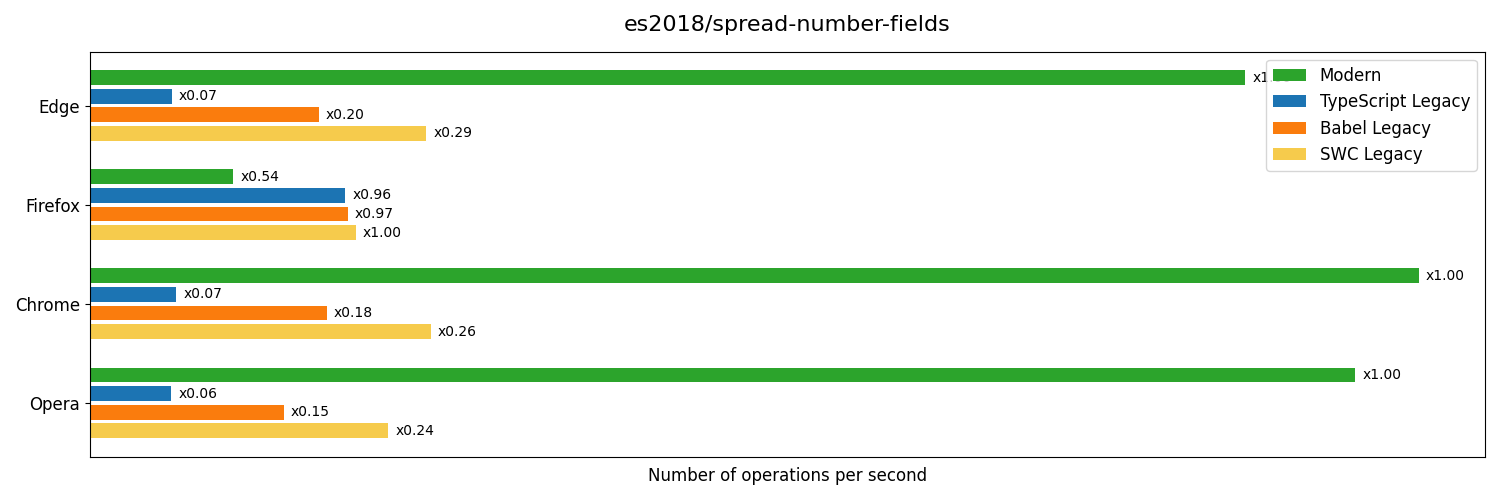 es2018/spread-number-fields
Modern
TypeScript Legacy
Babel Legacy
SWC Legacy
Edge
x0.07
x0.20
x0.29
Firefox
x0.54
x0.96
x0.97
x1.00
Chrome
x1.00
x0.07
x0.18
x0.26
Opera
x1.00
x0.06
x0.15
x0.24
Number of operations per second